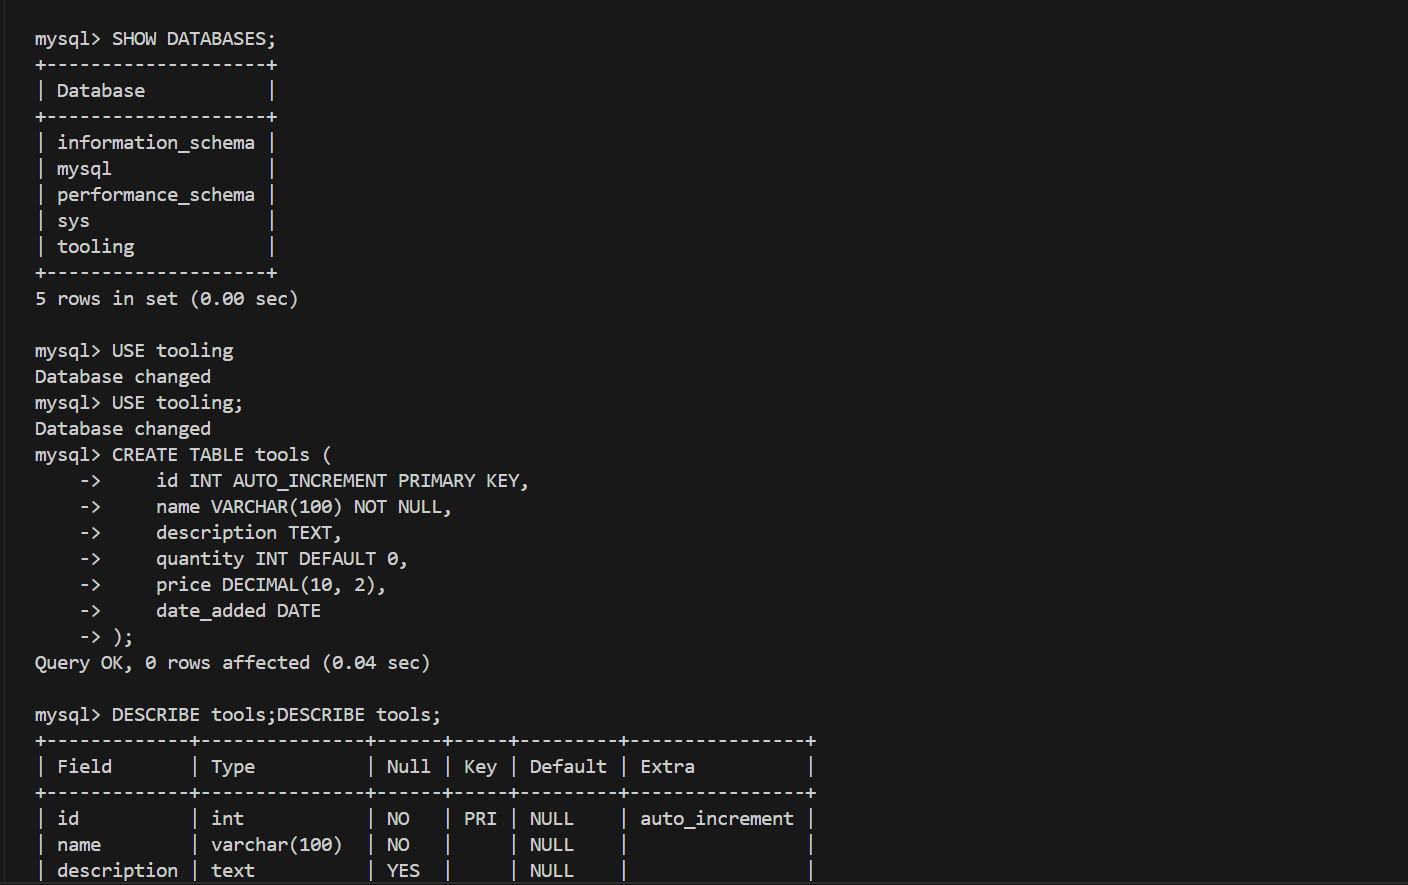 mysql> SHOW DATABASES;
+--------------------+
| Database           |
+--------------------+
| information_schema |
| mysql              |
| performance_schema |
| sys                |
| tooling            |
+--------------------+
5 rows in set (0.00 sec)

mysql> USE tooling
Database changed
mysql> USE tooling;
Database changed
mysql> CREATE TABLE tools (
    ->     id INT AUTO_INCREMENT PRIMARY KEY,
    ->     name VARCHAR(100) NOT NULL,
    ->     description TEXT,
    ->     quantity INT DEFAULT 0,
    ->     price DECIMAL(10, 2),
    ->     date_added DATE
    -> );
Query OK, 0 rows affected (0.04 sec)

mysql> DESCRIBE tools;DESCRIBE tools;
+-------------+---------------+------+-----+---------+----------------+
| Field       | Type          | Null | Key | Default | Extra          |
+-------------+---------------+------+-----+---------+----------------+
| id          | int           | NO   | PRI | NULL    | auto_increment |
| name        | varchar(100)  | NO   |     | NULL    |                |
| description | text          | YES  |     | NULL    |                |